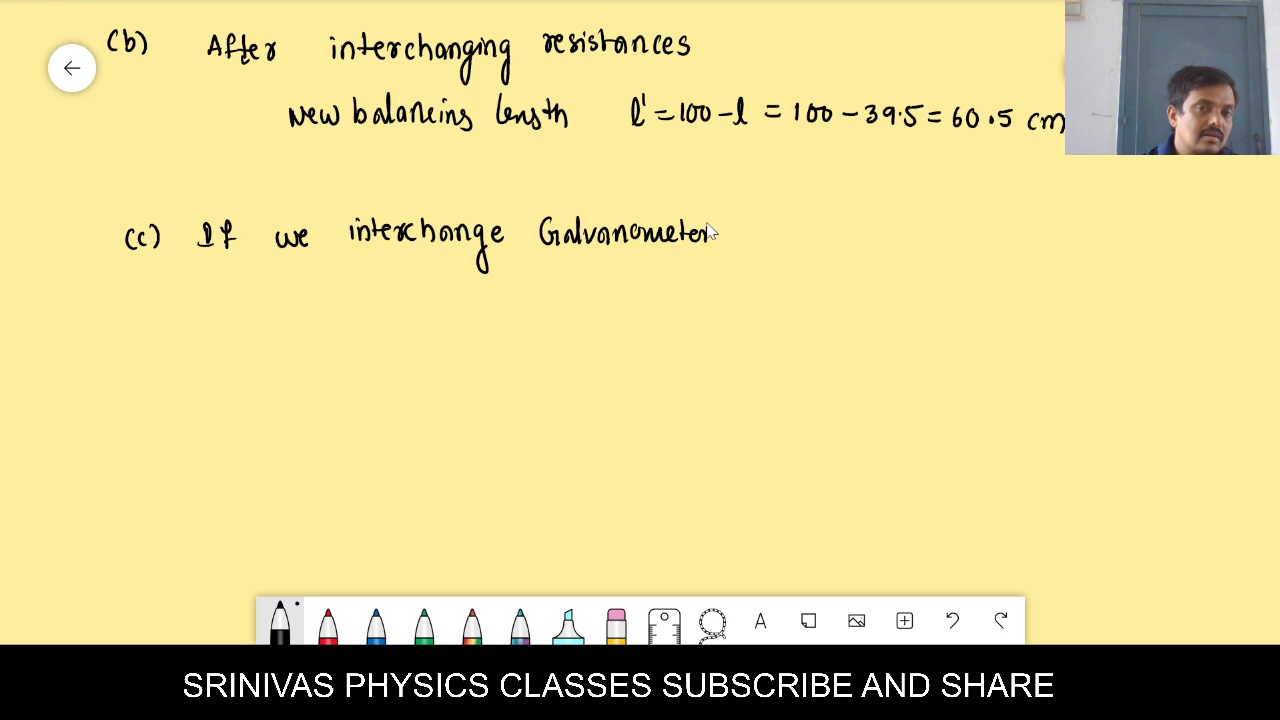 (b) After interchanging resistances
New balancing length l' = 100 - l = 100 - 39.5 = 60.5 cm
(c) If we interchange Galvanometer
A
SRINIVAS PHYSICS CLASSES SUBSCRIBE AND SHARE